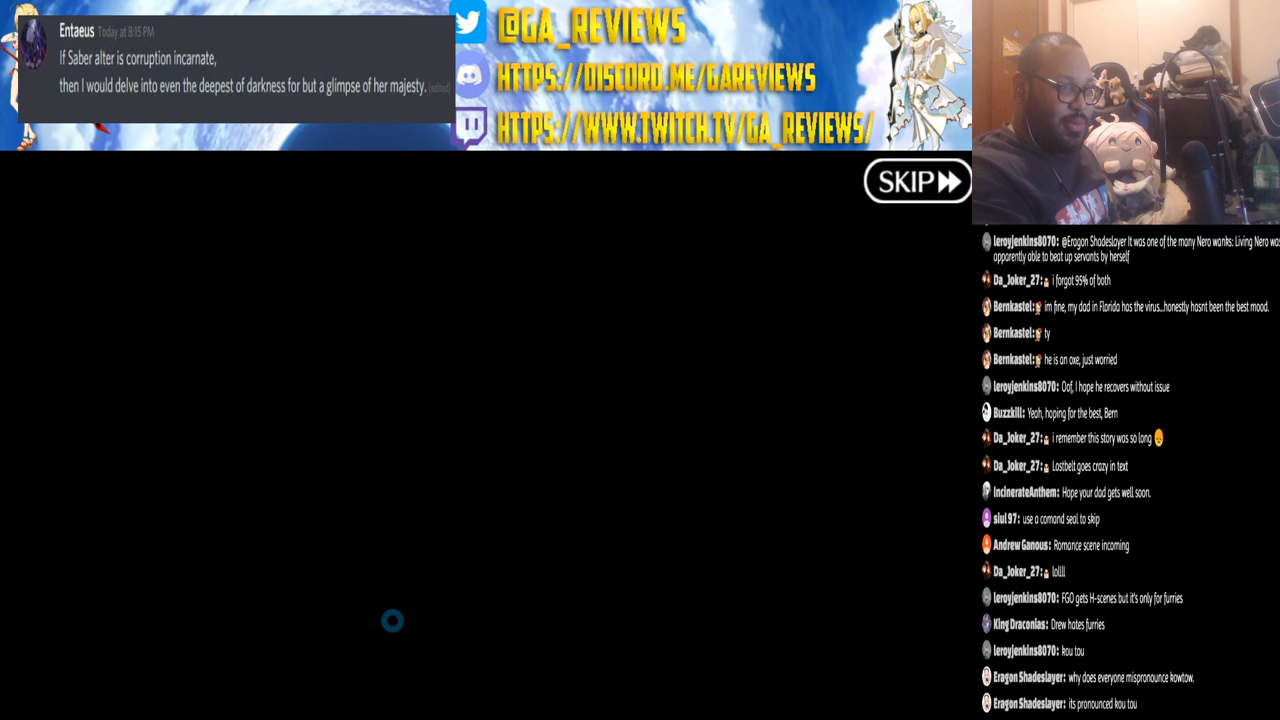 Entaeus Today at 8:15 PM
If Saber alter is corruption incarnate,
then I would delve into even the deepest of darkness for but a glimpse of her majesty. (edited)
@GA_REVIEWS
HTTPS://DISCORD.ME/GAREVIEWS
HTTPS://WWW.TWITCH.TV/GA_REVIEWS/
SKIP
leroyjenkins8070: @Eragon Shadeslayer It was one of the many Nero wanks: Living Nero was
apparently able to beat up servants by herself
Da_Joker_27: i forgot 95% of both
Bernkastel: im fine, my dad in Florida has the virus...honestly hasnt been the best mood.
Bernkastel: ty
Bernkastel: he is an oxe, just worried
leroyjenkins8070: Oof, I hope he recovers without issue
Buzzkill: Yeah, hoping for the best, Bern
Da_Joker_27: i remember this story was so long
Da_Joker_27: Lostbelt goes crazy in text
IncinerateAnthem: Hope your dad gets well soon.
siul97: use a comand seal to skip
Andrew Ganous: Romance scene incoming
Da_Joker_27: lollll
leroyjenkins8070: FGO gets H-scenes but it's only for furries
King Draconias: Drew hates furries
leroyjenkins8070: kou tou
Eragon Shadeslayer: why does everyone mispronounce kowtow.
Eragon Shadeslayer: its pronounced kou tou